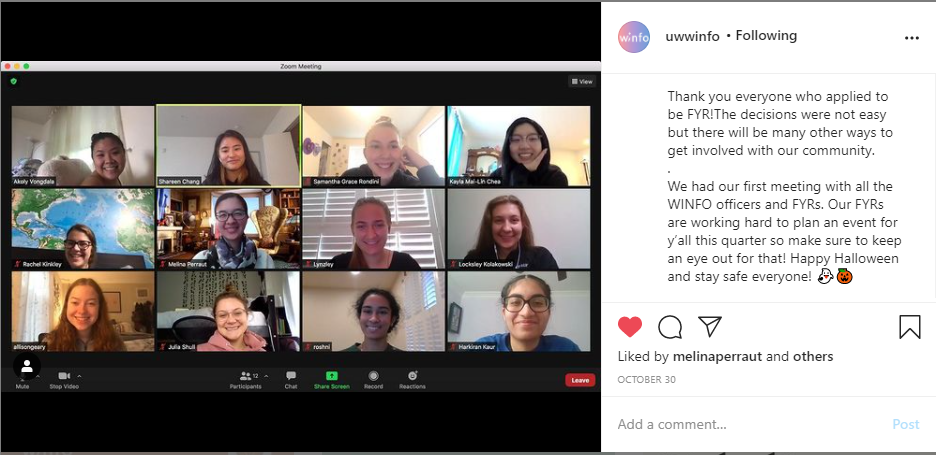 Zoom Meeting
View
Akely Vongdala
Shareen Chang
Samantha Grace Rondini
Kayla Mai-Lin Chea
Rachel Kinkley
Melina Perraut
Lynzley
Locksley Kolakowski
allisongeary
Julia Shull
roshni
Harkiran Kaur
Mute
Stop Video
12
Participants
Chat
Share Screen
Record
Reactions
Leave
winfo
uwwinfo • Following
Thank you everyone who applied to
be FYR!The decisions were not easy
but there will be many other ways to
get involved with our community.
.
We had our first meeting with all the
WINFO officers and FYRs. Our FYRs
are working hard to plan an event for
y'all this quarter so make sure to keep
an eye out for that! Happy Halloween
and stay safe everyone! 👻🎃
Liked by melinaperraut and others
OCTOBER 30
Add a comment...
Post